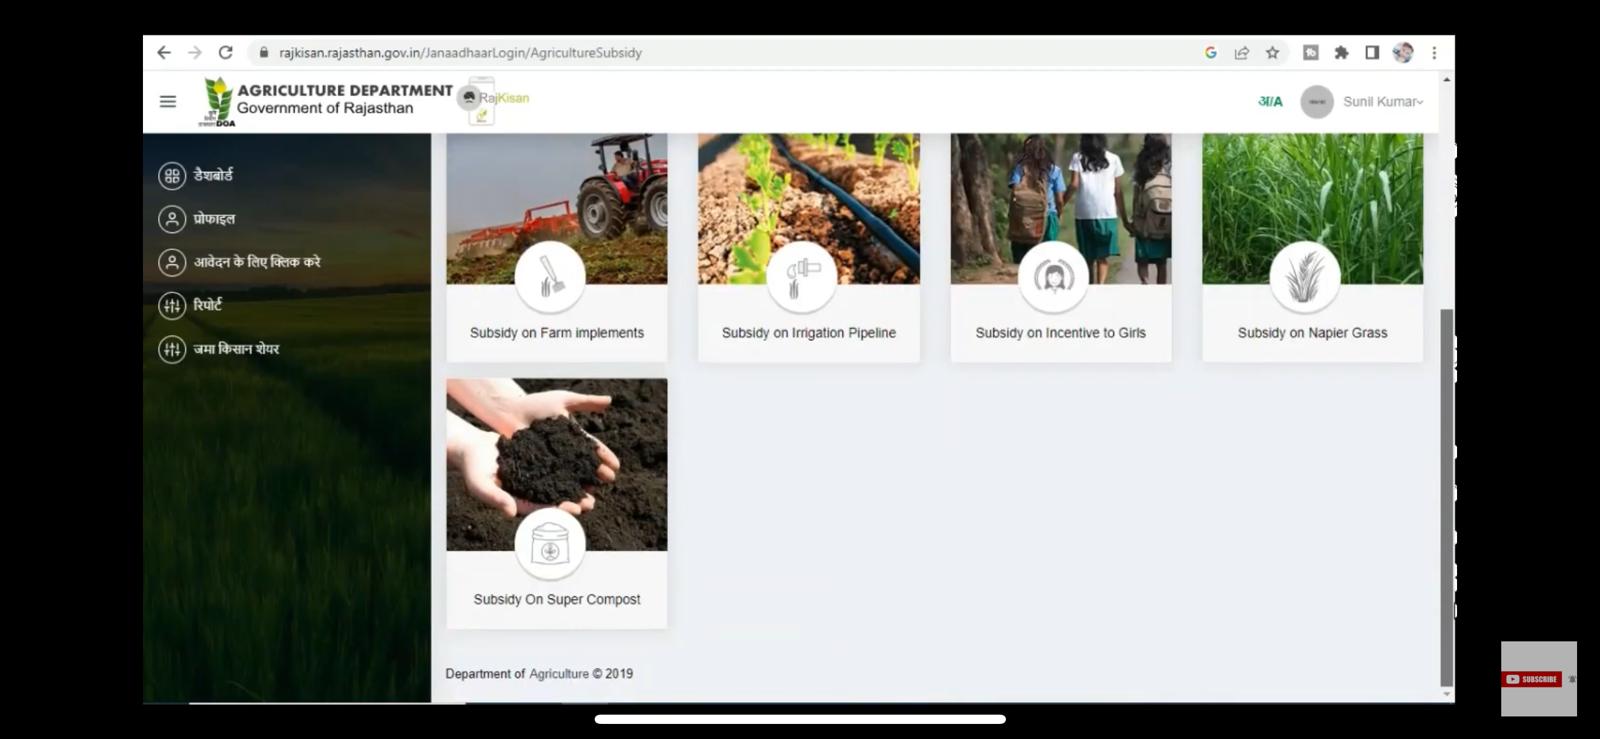 rajkisan.rajasthan.gov.in/JanaadhaarLogin/AgricultureSubsidy
AGRICULTURE DEPARTMENT
Government of Rajasthan
DOA
RajKisan
अ/A
Sunil Kumar
डैशबोर्ड
प्रोफाइल
आवेदन के लिए क्लिक करे
रिपोर्ट
जमा किसान शेयर
Subsidy on Farm implements
Subsidy on Irrigation Pipeline
Subsidy on Incentive to Girls
Subsidy on Napier Grass
Subsidy On Super Compost
Department of Agriculture © 2019
SUBSCRIBE